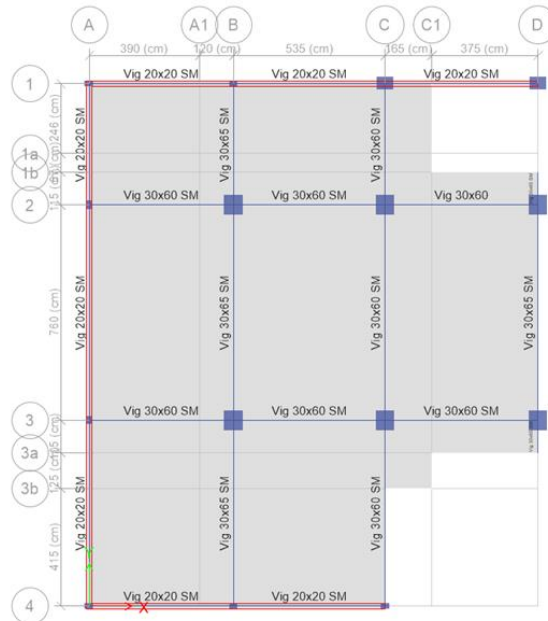 A A1 B C C1 D
390 (cm) 120 (cm) 535 (cm) 165 (cm) 375 (cm)
Vig 20x20 SM Vig 20x20 SM Vig 20x20 SM
1
246 (cm)
Vig 20x20 SM
Vig 30x65 SM
Vig 30x60 SM
1a
1b
115 (cm)
Vig 30x60 SM Vig 30x60 SM Vig 30x60
2
760 (cm)
Vig 20x20 SM
Vig 30x65 SM
Vig 30x60 SM
Vig 30x65 SM
Vig 30x60 SM Vig 30x60 SM Vig 30x60 SM
3
3a
125 (cm)
3b
Vig 20x20 SM
Vig 30x65 SM
Vig 30x60 SM
415 (cm)
Vig 20x20 SM Vig 20x20 SM
4
X